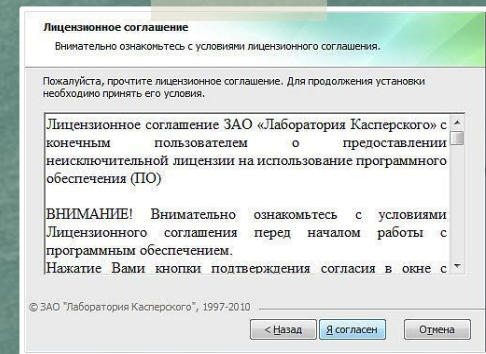 Лицензионное соглашение
Внимательно ознакомьтесь с условиями лицензионного соглашения.
Пожалуйста, прочтите лицензионное соглашение. Для продолжения установки
необходимо принять его условия.
Лицензионное соглашение ЗАО «Лаборатория Касперского» с
конечным пользователем о предоставлении
неисключительной лицензии на использование программного
обеспечения (ПО)
ВНИМАНИЕ! Внимательно ознакомьтесь с условиями
Лицензионного соглашения перед началом работы с
программным обеспечением.
Нажатие Вами кнопки подтверждения согласия в окне с
© ЗАО "Лаборатория Касперского", 1997-2010
< Назад Я согласен Отмена